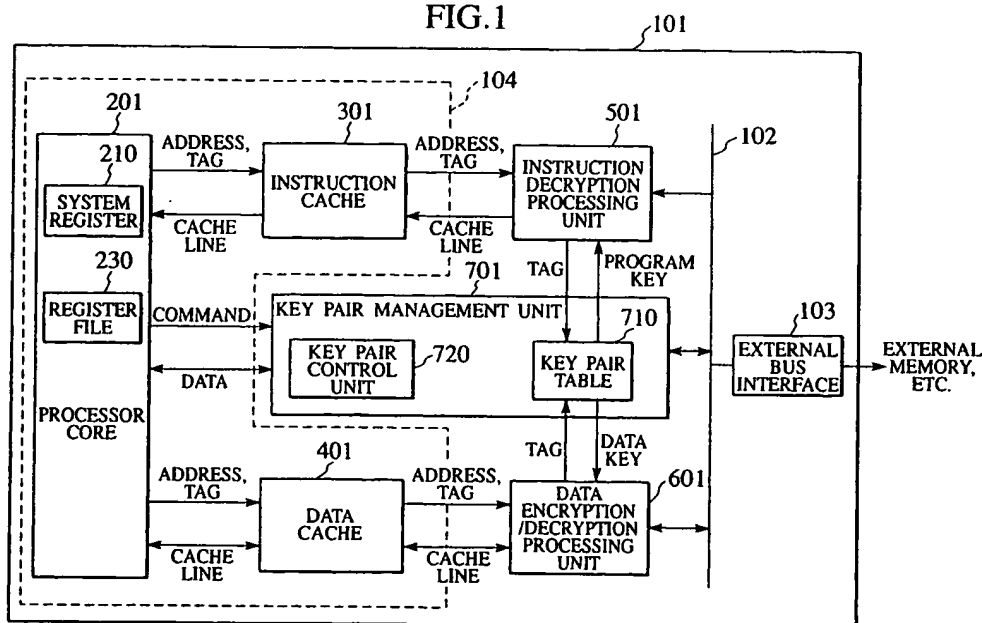 FIG.1
101
104
201
210
SYSTEM
REGISTER
230
REGISTER
FILE
PROCESSOR
CORE
ADDRESS,
TAG
CACHE
LINE
301
INSTRUCTION
CACHE
ADDRESS,
TAG
CACHE
LINE
501
INSTRUCTION
DECRYPTION
PROCESSING
UNIT
102
TAG
PROGRAM
KEY
COMMAND
DATA
701
KEY PAIR MANAGEMENT UNIT
KEY PAIR
CONTROL
UNIT
720
710
KEY PAIR
TABLE
103
EXTERNAL
BUS
INTERFACE
EXTERNAL
MEMORY,
ETC.
TAG
DATA
KEY
ADDRESS,
TAG
CACHE
LINE
401
DATA
CACHE
ADDRESS,
TAG
CACHE
LINE
601
DATA
ENCRYPTION
/DECRYPTION
PROCESSING
UNIT